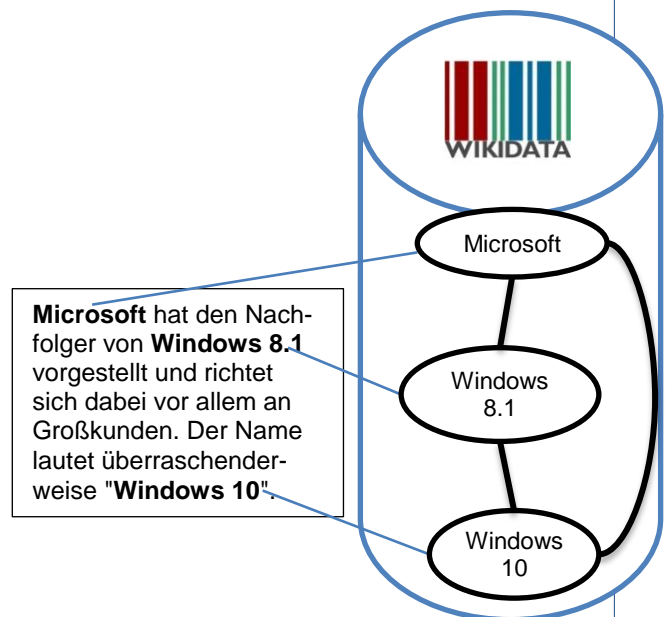 WIKIDATA
Microsoft
Microsoft hat den Nach-
folger von Windows 8.1
vorgestellt und richtet
sich dabei vor allem an
Großkunden. Der Name
lautet überraschender-
weise "Windows 10".
Windows
8.1
Windows
10